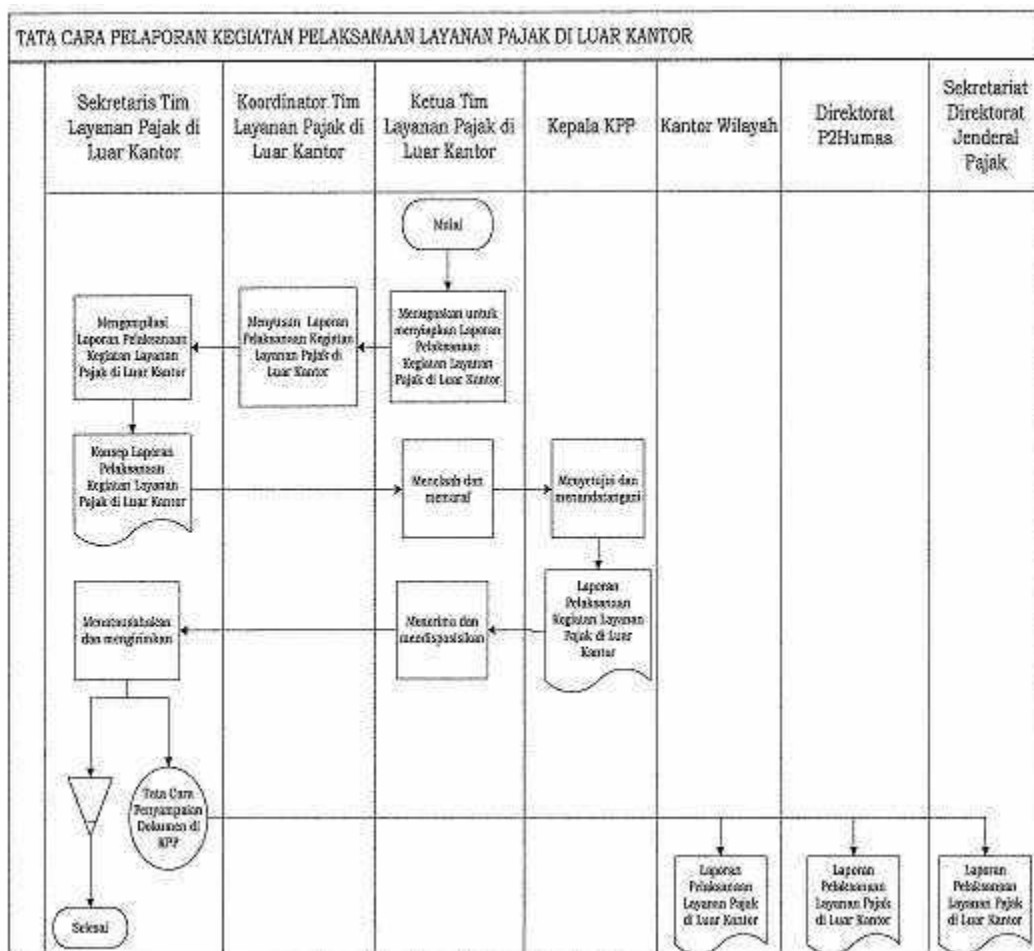 TATA CARA PELAPORAN KEGIATAN PELAKSANAAN LAYANAN PAJAK DI LUAR KANTOR
Sekretaris Tim
Layanan Pajak di
Luar Kantor
Koordinator Tim
Layanan Pajak di
Luar Kantor
Ketua Tim
Layanan Pajak di
Luar Kantor
Kepala KPP
Kantor Wilayah
Direktorat
P2Humas
Sekretariat
Direktorat
Jenderal
Pajak
Mulai
Menugaskan untuk
menyiapkan Laporan
Pelaksanaan
Kegiatan Layanan
Pajak di Luar Kantor
Menyusun Laporan
Pelaksanaan Kegiatan
Layanan Pajak di
Luar Kantor
Mengompilasi
Laporan Pelaksanaan
Kegiatan Layanan
Pajak di Luar Kantor
Konsep Laporan
Pelaksanaan
Kegiatan Layanan
Pajak di Luar Kantor
Menelaah dan
memaraf
Menyetujui dan
menandatangani
Laporan
Pelaksanaan
Kegiatan Layanan
Pajak di Luar
Kantor
Menerima dan
mendisposisikan
Menatausahakan
dan mengirimkan
Tata Cara
Penyampaian
Dokumen di
KPP
Selesai
Laporan
Pelaksanaan
Layanan Pajak
di Luar Kantor
Laporan
Pelaksanaan
Layanan Pajak
di Luar Kantor
Laporan
Pelaksanaan
Layanan Pajak
di Luar Kantor